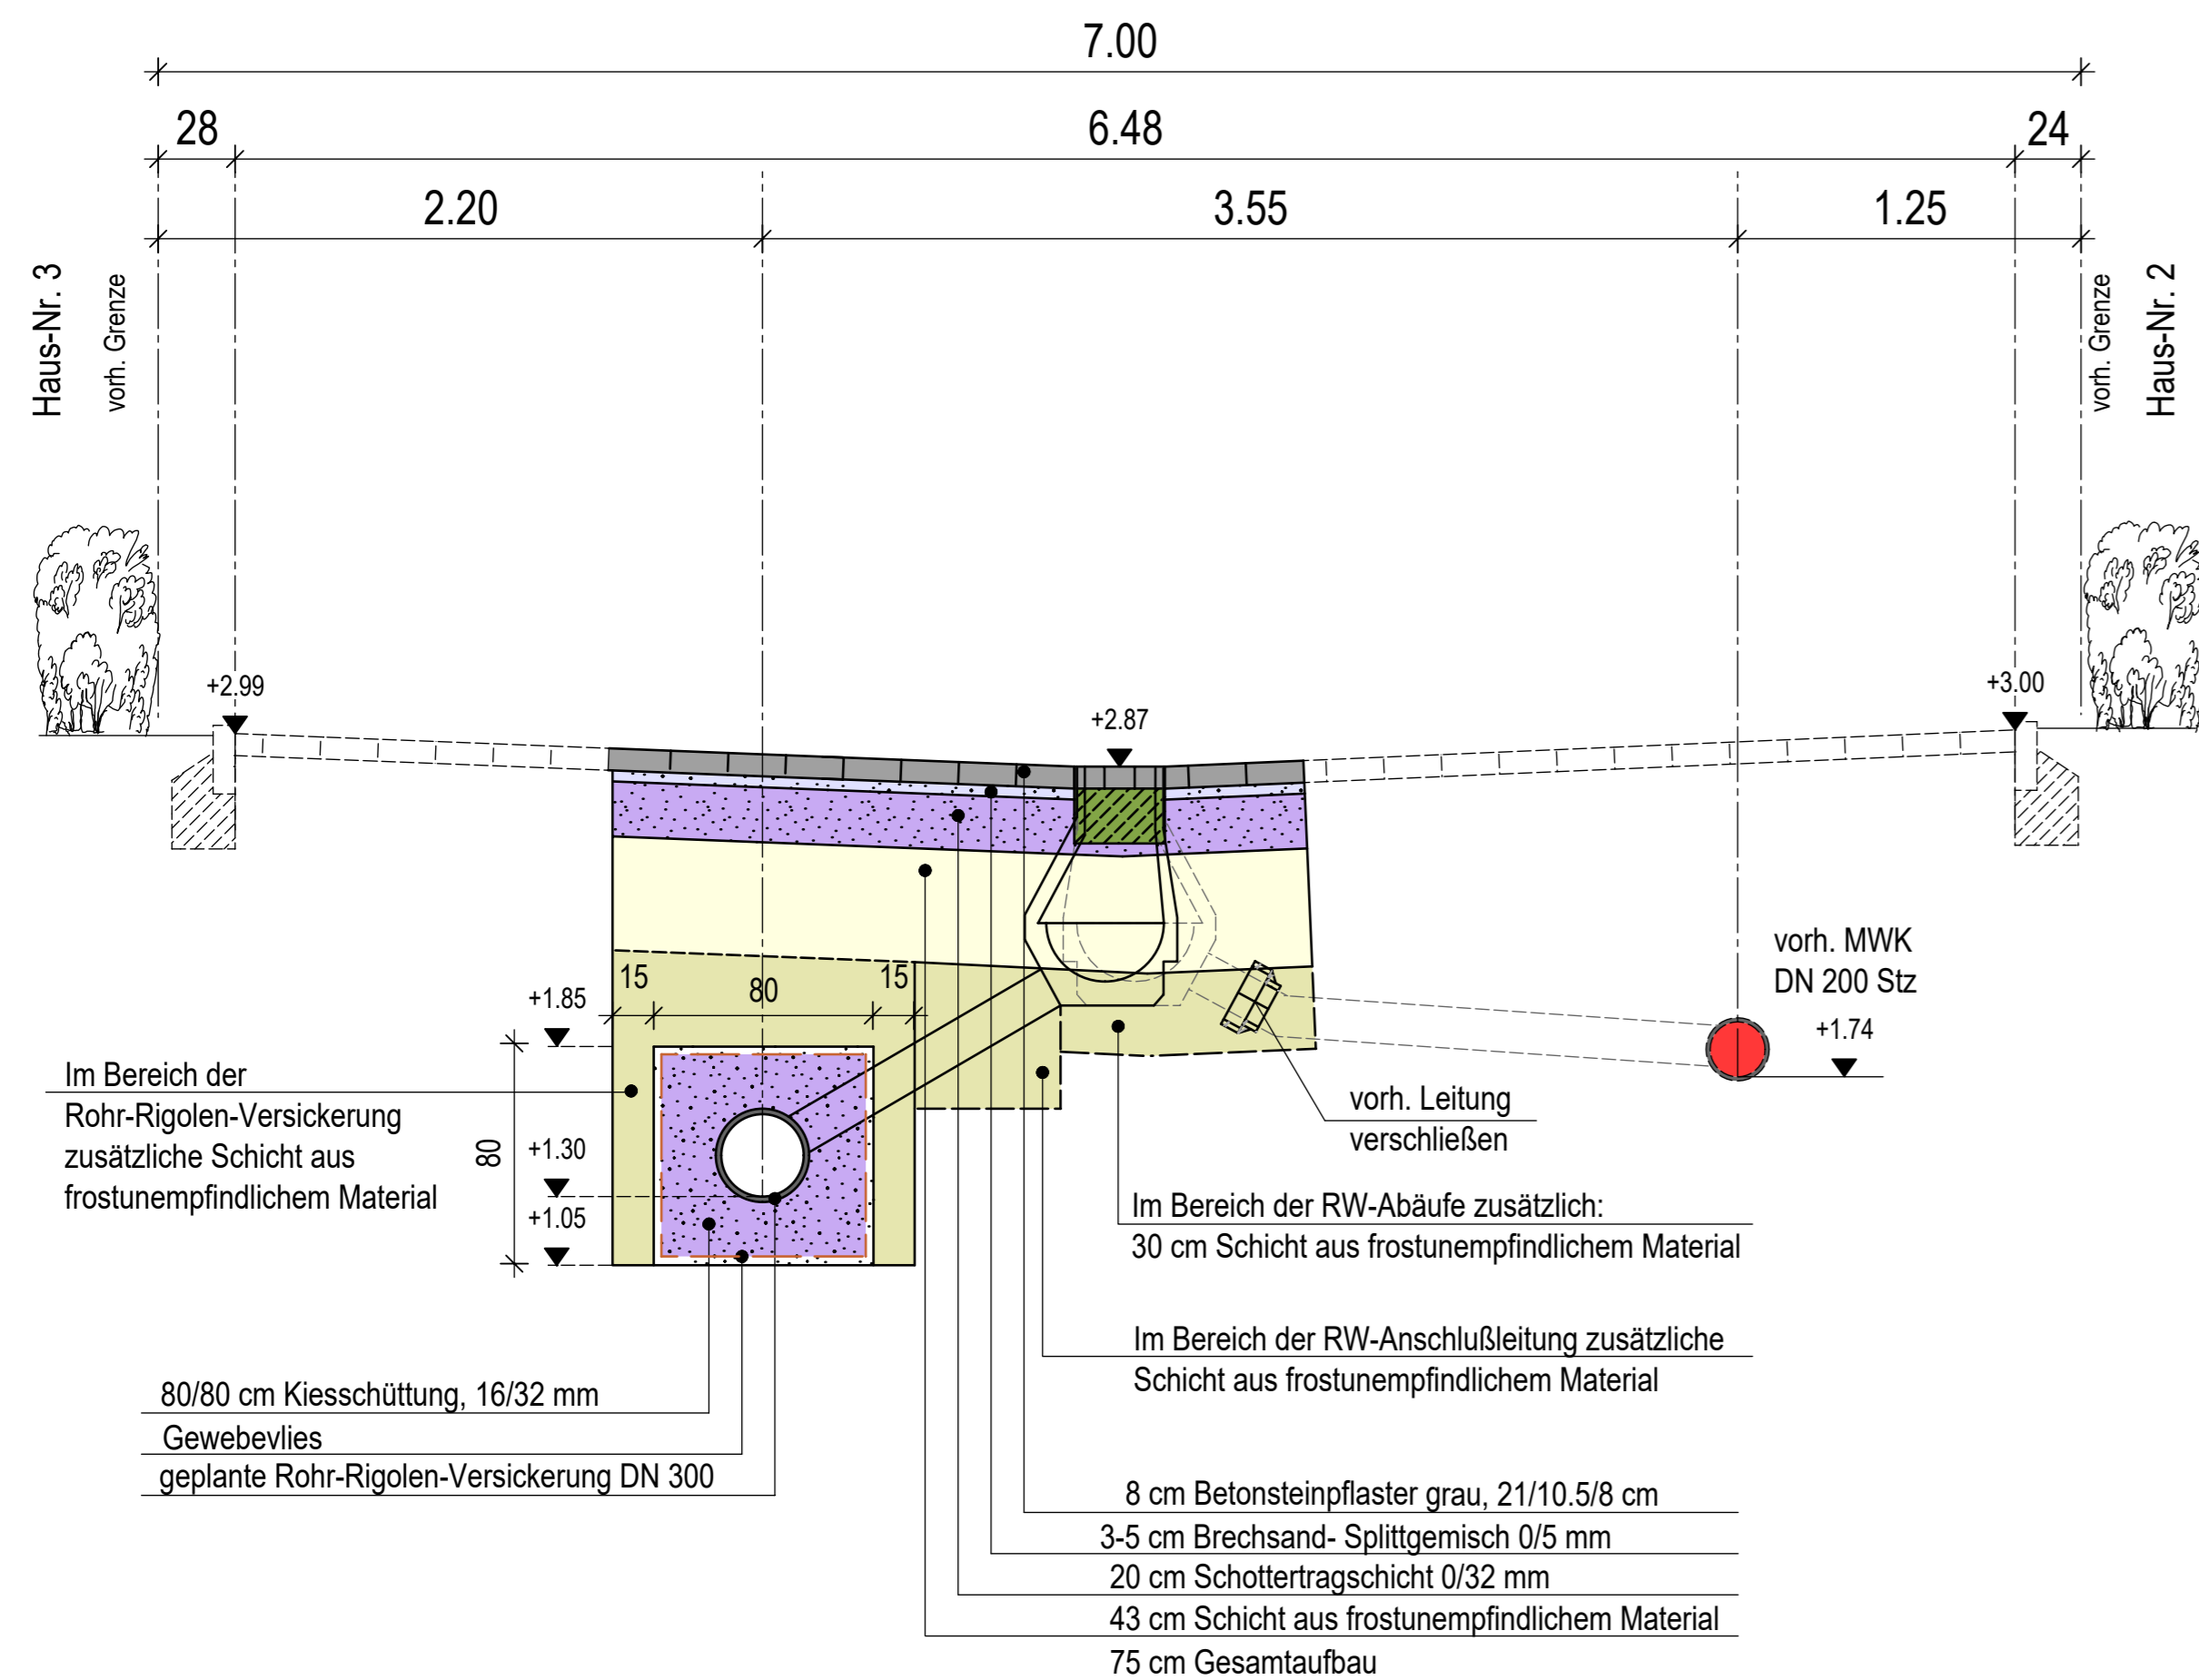 7.00
28
6.48
24
2.20
3.55
1.25
Haus-Nr. 3
vorh. Grenze
vorh. Grenze
Haus-Nr. 2
+2.99
+2.87
+3.00
vorh. MWK
DN 200 Stz
+1.74
15
80
15
+1.85
80
+1.30
+1.05
Im Bereich der
Rohr-Rigolen-Versickerung
zusätzliche Schicht aus
frostunempfindlichem Material
vorh. Leitung
verschließen
Im Bereich der RW-Abäufe zusätzlich:
30 cm Schicht aus frostunempfindlichem Material
Im Bereich der RW-Anschlußleitung zusätzliche
Schicht aus frostunempfindlichem Material
80/80 cm Kiesschüttung, 16/32 mm
Gewebevlies
geplante Rohr-Rigolen-Versickerung DN 300
8 cm Betonsteinpflaster grau, 21/10.5/8 cm
3-5 cm Brechsand- Splittgemisch 0/5 mm
20 cm Schottertragschicht 0/32 mm
43 cm Schicht aus frostunempfindlichem Material
75 cm Gesamtaufbau